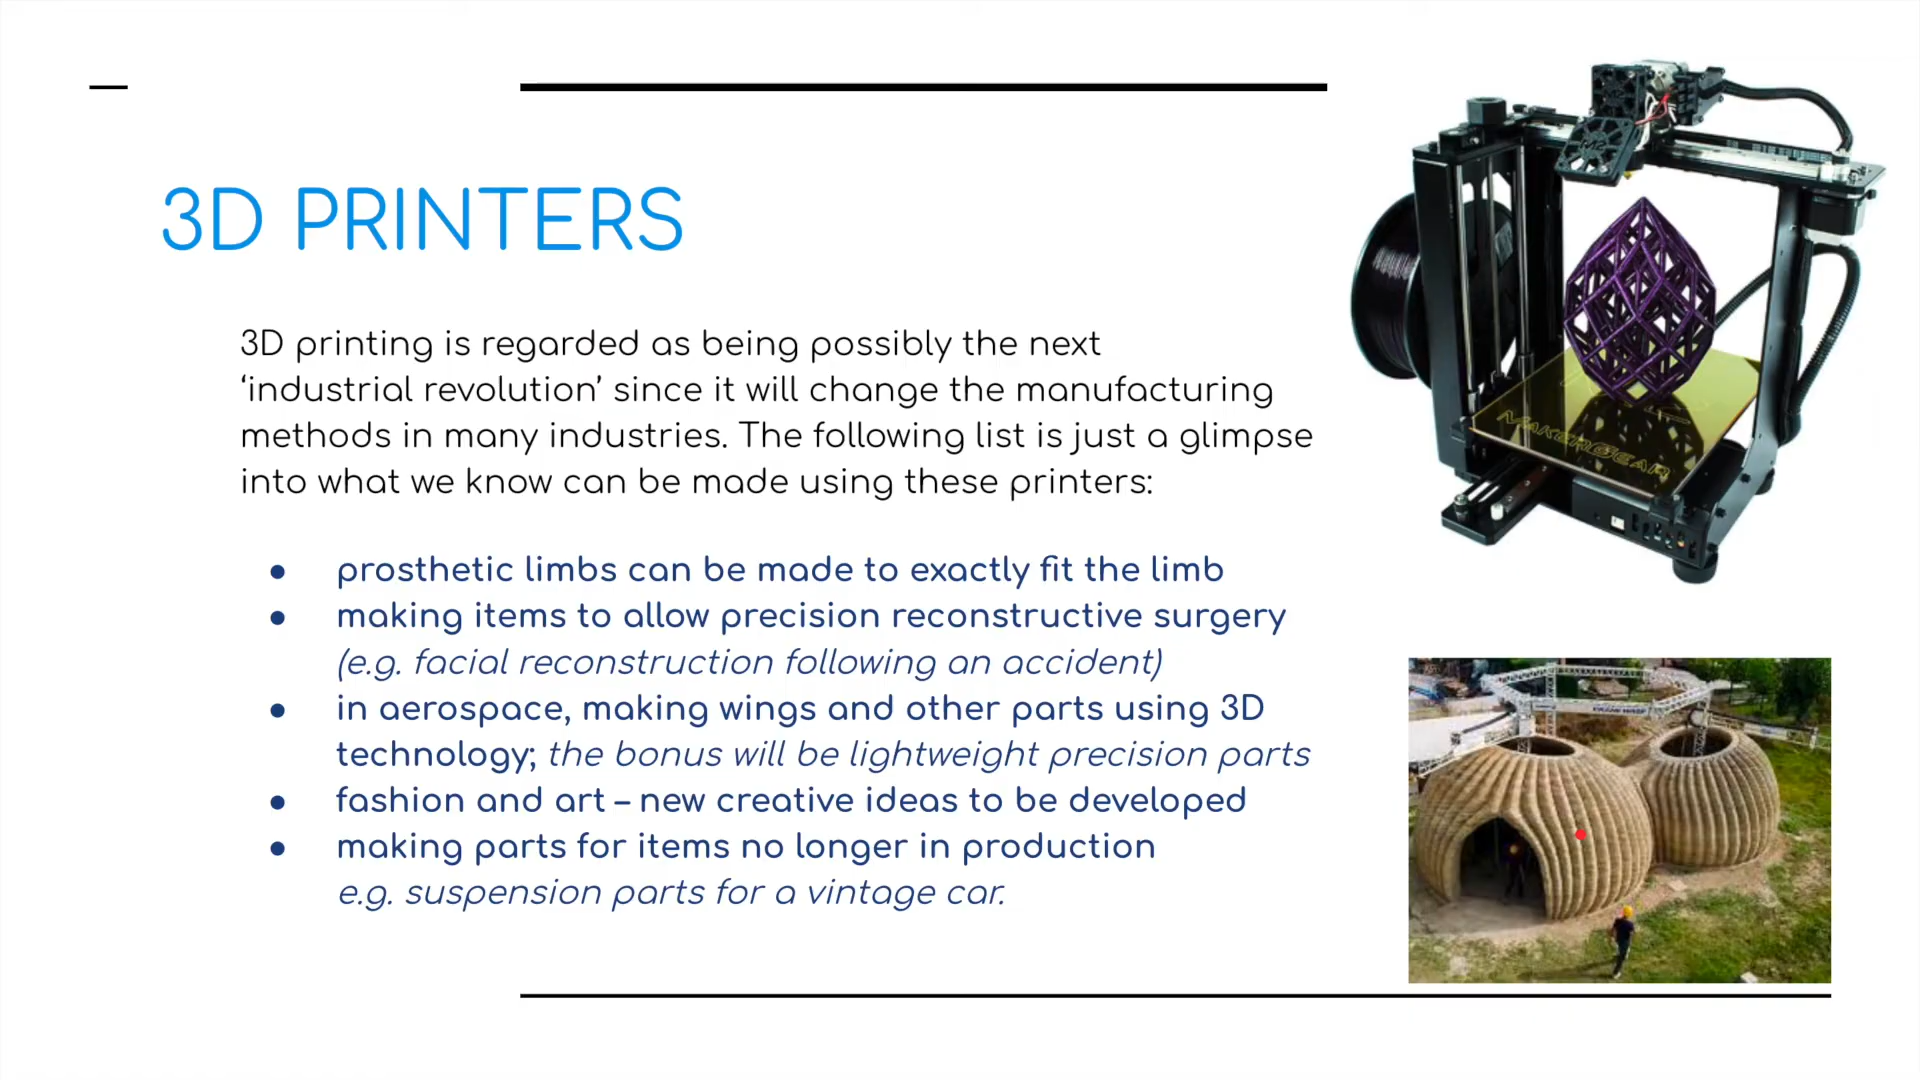 3D PRINTERS
3D printing is regarded as being possibly the next
‘industrial revolution’ since it will change the manufacturing
methods in many industries. The following list is just a glimpse
into what we know can be made using these printers:
● prosthetic limbs can be made to exactly fit the limb
● making items to allow precision reconstructive surgery
(e.g. facial reconstruction following an accident)
● in aerospace, making wings and other parts using 3D
technology; the bonus will be lightweight precision parts
● fashion and art – new creative ideas to be developed
● making parts for items no longer in production
e.g. suspension parts for a vintage car.
M2
MAKERGEAR